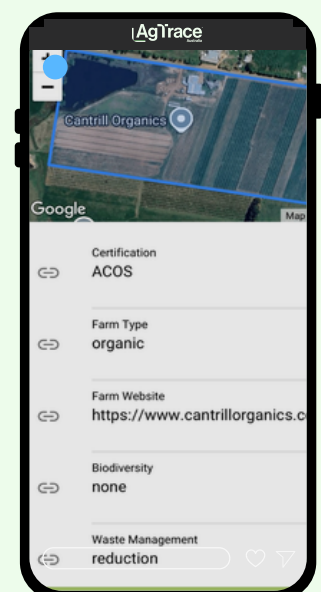 AgTrace
Australia
Cantrill Organics
Google
Map
Certification
ACOS
Farm Type
organic
Farm Website
https://www.cantrillorganics.c
Biodiversity
none
Waste Management
reduction